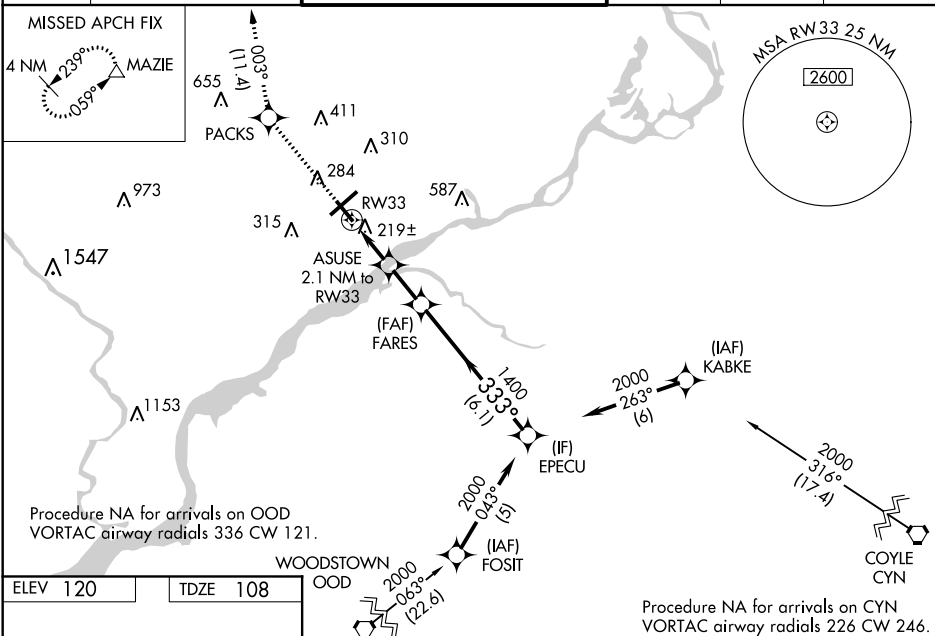 MISSED APCH FIX
4 NM
239°
MAZIE
059°
003°
(11.4)
655
PACKS
411
310
284
973
587
RW33
315
219±
1547
ASUSE
2.1 NM to
RW33
(FAF)
FARES
MSA RW33 25 NM
2600
(IAF)
KABKE
2000
263°
(6)
1400
333°
(6.1)
1153
(IF)
EPECU
2000
316°
(17.4)
2000
043°
(5)
Procedure NA for arrivals on OOD
VORTAC airway radials 336 CW 121.
(IAF)
FOSIT
WOODSTOWN
OOD
2000
063°
(22.6)
COYLE
CYN
ELEV 120
TDZE 108
Procedure NA for arrivals on CYN
VORTAC airway radials 226 CW 246.